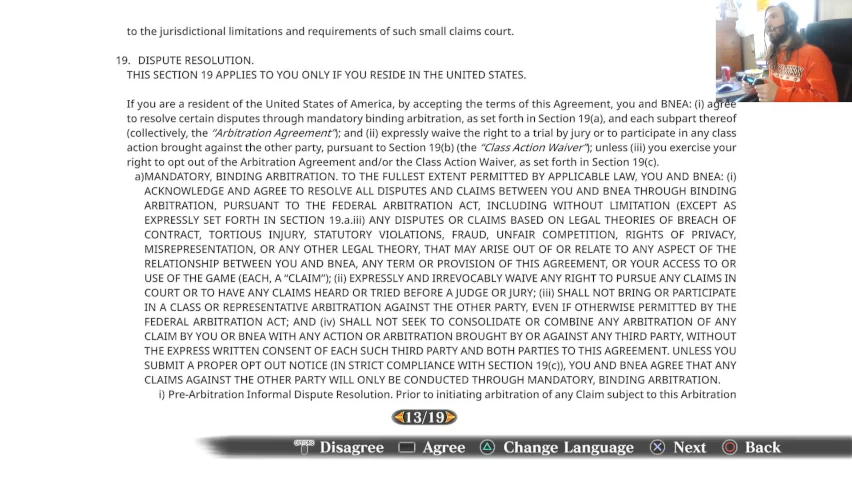 to the jurisdictional limitations and requirements of such small claims court.
19. DISPUTE RESOLUTION.
THIS SECTION 19 APPLIES TO YOU ONLY IF YOU RESIDE IN THE UNITED STATES.
If you are a resident of the United States of America, by accepting the terms of this Agreement, you and BNEA: (i) agree
to resolve certain disputes through mandatory binding arbitration, as set forth in Section 19(a), and each subpart thereof
(collectively, the "Arbitration Agreement"); and (ii) expressly waive the right to a trial by jury or to participate in any class
action brought against the other party, pursuant to Section 19(b) (the "Class Action Waiver"); unless (iii) you exercise your
right to opt out of the Arbitration Agreement and/or the Class Action Waiver, as set forth in Section 19(c).
a)MANDATORY, BINDING ARBITRATION. TO THE FULLEST EXTENT PERMITTED BY APPLICABLE LAW, YOU AND BNEA: (i)
ACKNOWLEDGE AND AGREE TO RESOLVE ALL DISPUTES AND CLAIMS BETWEEN YOU AND BNEA THROUGH BINDING
ARBITRATION, PURSUANT TO THE FEDERAL ARBITRATION ACT, INCLUDING WITHOUT LIMITATION (EXCEPT AS
EXPRESSLY SET FORTH IN SECTION 19.a.iii) ANY DISPUTES OR CLAIMS BASED ON LEGAL THEORIES OF BREACH OF
CONTRACT, TORTIOUS INJURY, STATUTORY VIOLATIONS, FRAUD, UNFAIR COMPETITION, RIGHTS OF PRIVACY,
MISREPRESENTATION, OR ANY OTHER LEGAL THEORY, THAT MAY ARISE OUT OF OR RELATE TO ANY ASPECT OF THE
RELATIONSHIP BETWEEN YOU AND BNEA, ANY TERM OR PROVISION OF THIS AGREEMENT, OR YOUR ACCESS TO OR
USE OF THE GAME (EACH, A "CLAIM"); (ii) EXPRESSLY AND IRREVOCABLY WAIVE ANY RIGHT TO PURSUE ANY CLAIMS IN
COURT OR TO HAVE ANY CLAIMS HEARD OR TRIED BEFORE A JUDGE OR JURY; (iii) SHALL NOT BRING OR PARTICIPATE
IN A CLASS OR REPRESENTATIVE ARBITRATION AGAINST THE OTHER PARTY, EVEN IF OTHERWISE PERMITTED BY THE
FEDERAL ARBITRATION ACT; AND (iv) SHALL NOT SEEK TO CONSOLIDATE OR COMBINE ANY ARBITRATION OF ANY
CLAIM BY YOU OR BNEA WITH ANY ACTION OR ARBITRATION BROUGHT BY OR AGAINST ANY THIRD PARTY, WITHOUT
THE EXPRESS WRITTEN CONSENT OF EACH SUCH THIRD PARTY AND BOTH PARTIES TO THIS AGREEMENT. UNLESS YOU
SUBMIT A PROPER OPT OUT NOTICE (IN STRICT COMPLIANCE WITH SECTION 19(c)), YOU AND BNEA AGREE THAT ANY
CLAIMS AGAINST THE OTHER PARTY WILL ONLY BE CONDUCTED THROUGH MANDATORY, BINDING ARBITRATION.
i) Pre-Arbitration Informal Dispute Resolution. Prior to initiating arbitration of any Claim subject to this Arbitration
13/19
OPTIONS Disagree Agree Change Language Next Back